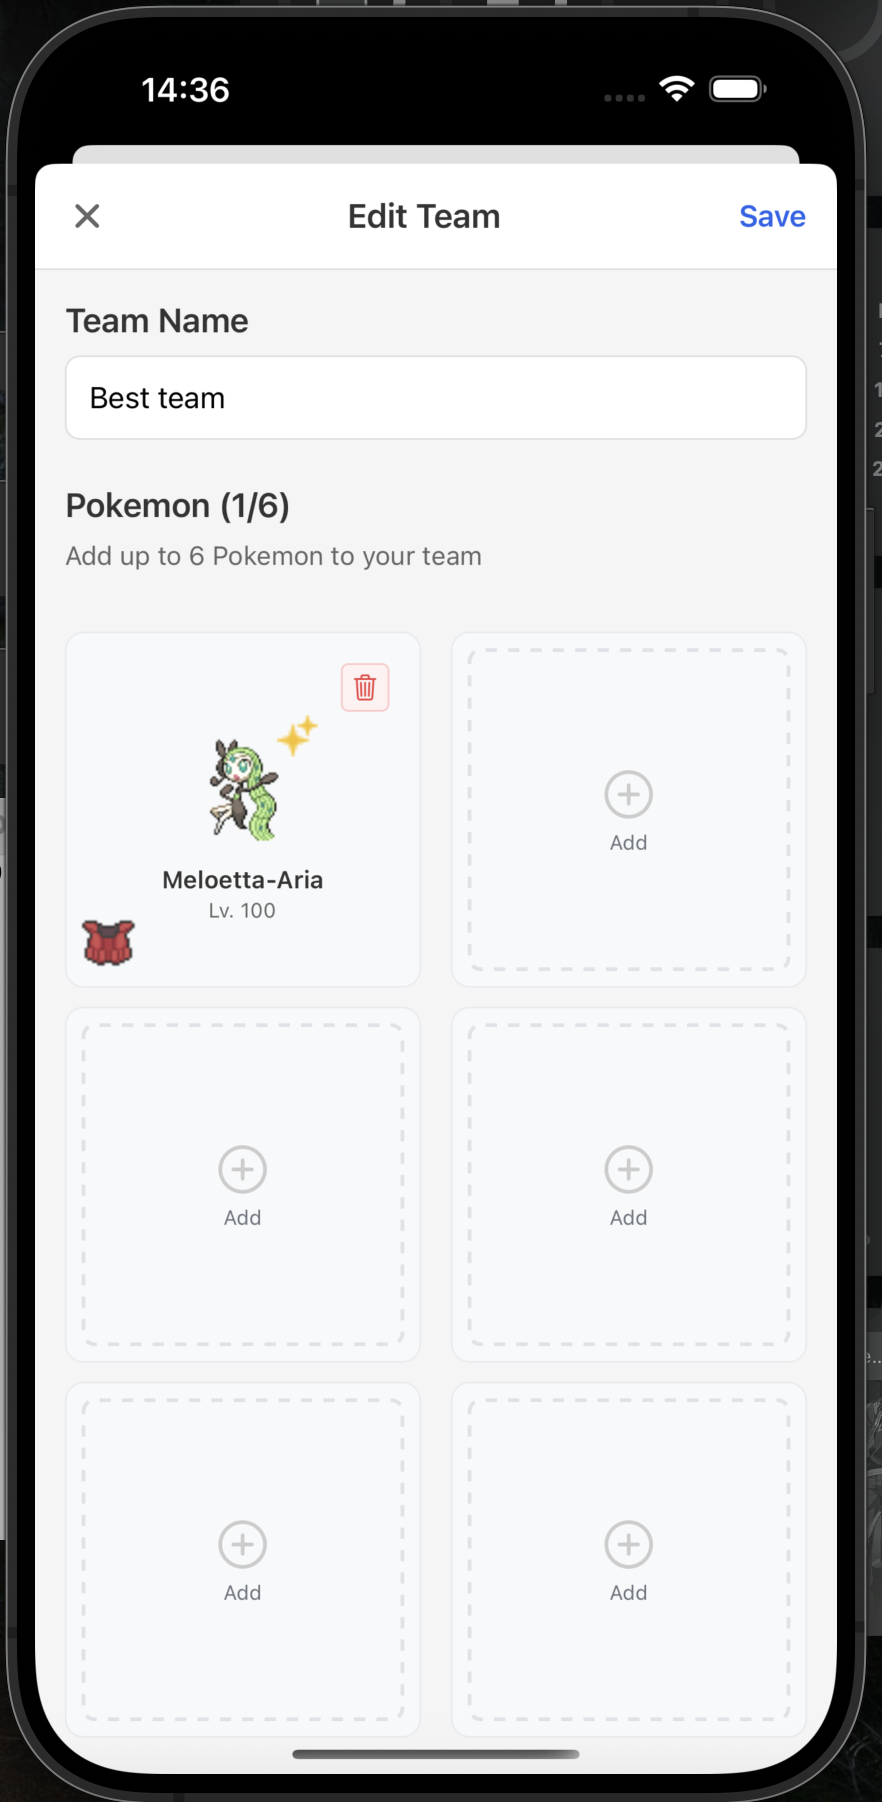 14:36
Edit Team
Save
Team Name
Best team
Pokemon (1/6)
Add up to 6 Pokemon to your team
Meloetta-Aria
Lv. 100
Add
Add
Add
Add
Add